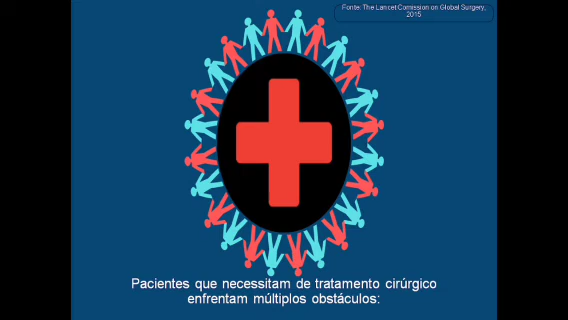 Fonte: The Lancet Comission on Global Surgery,
2015
Pacientes que necessitam de tratamento cirúrgico
enfrentam múltiplos obstáculos: